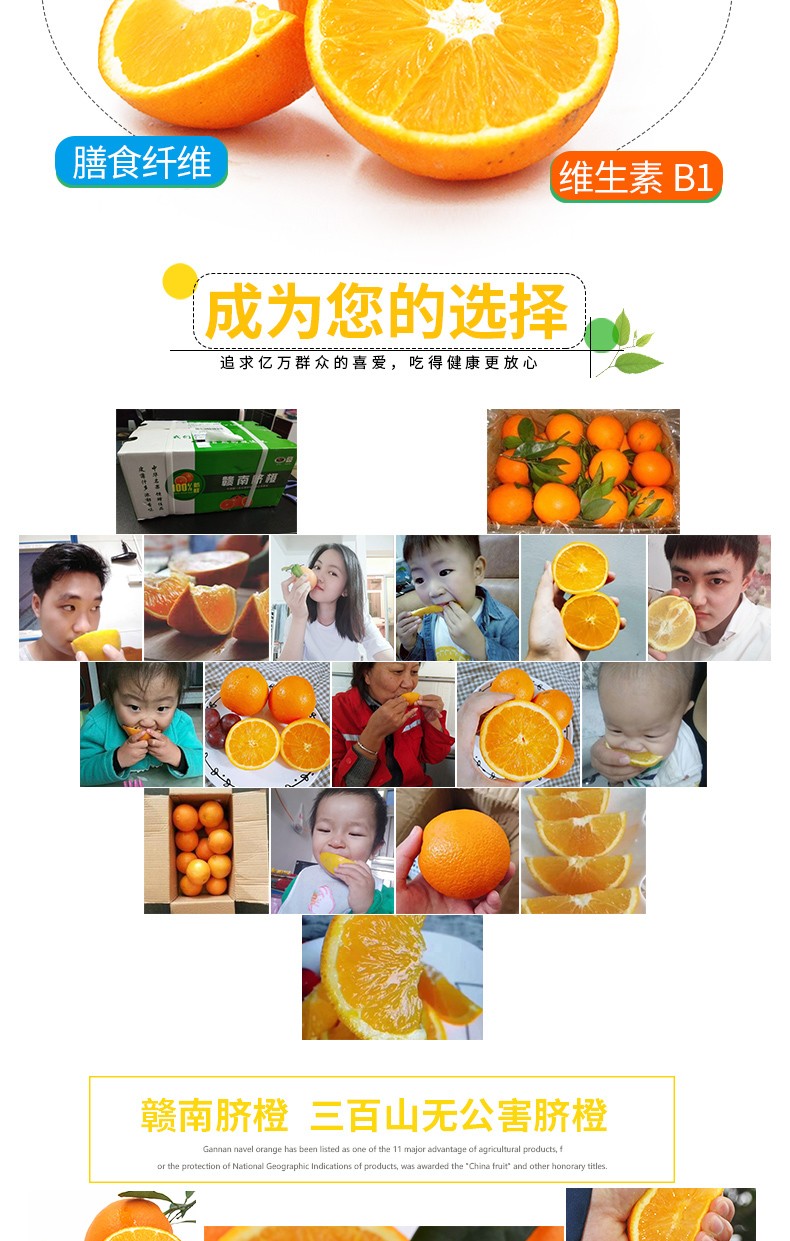 膳食纤维
维生素 B1
成为您的选择
追求亿万群众的喜爱，吃得健康更放心
赣南脐橙
100%
赣南脐橙 三百山无公害脐橙
Gannan navel orange has been listed as one of the 11 major advantage of agricultural products, f
or the protection of National Geographic Indications of products, was awarded the "China fruit" and other honorary titles.